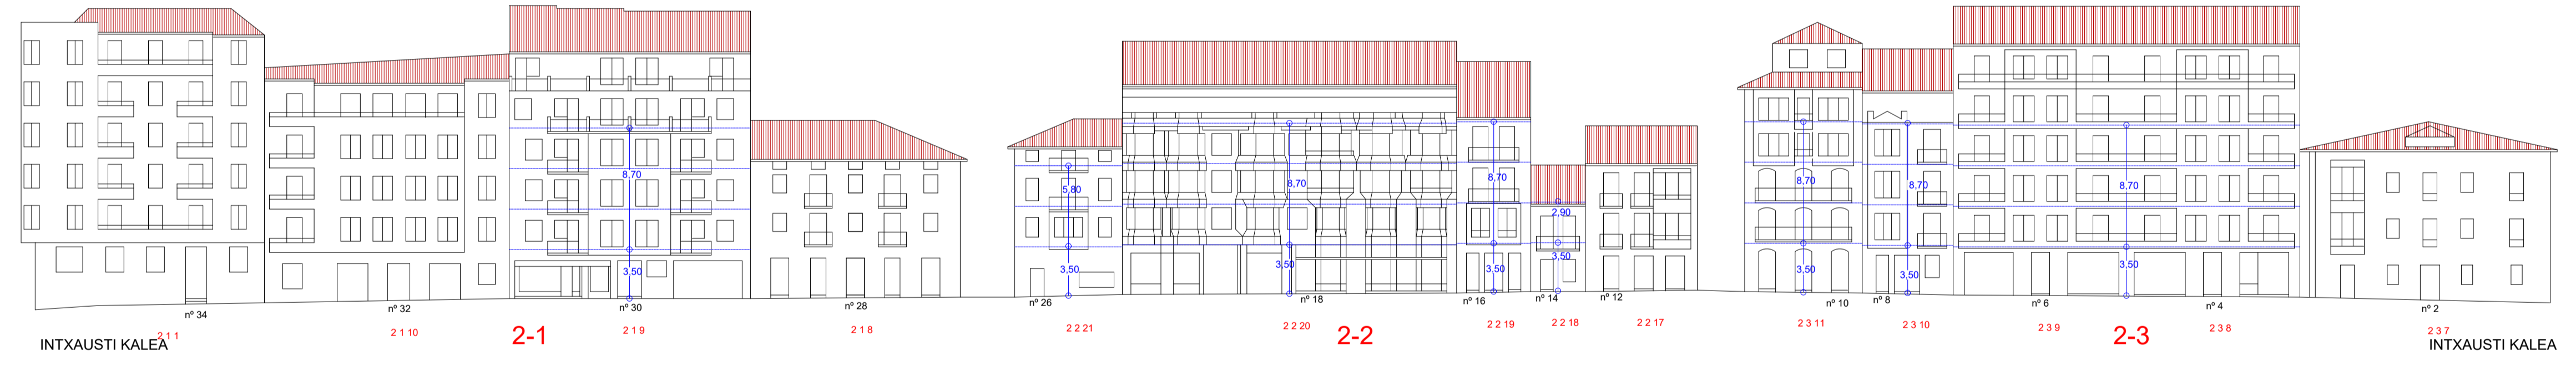 8,70
5,80
8,70
8,70
2,90
8,70
8,70
8,70
3,50
3,50
3,50
3,50
3,50
3,50
3,50
3,50
nº 34
nº 32
nº 30
nº 28
nº 26
nº 18
nº 16
nº 14
nº 12
nº 10
nº 8
nº 6
nº 4
nº 2
2 1 1
2 1 10
2-1
2 1 9
2 1 8
2 2 21
2 2 20
2-2
2 2 19
2 2 18
2 2 17
2 3 11
2 3 10
2 3 9
2-3
2 3 8
2 3 7
INTXAUSTI KALEA
INTXAUSTI KALEA